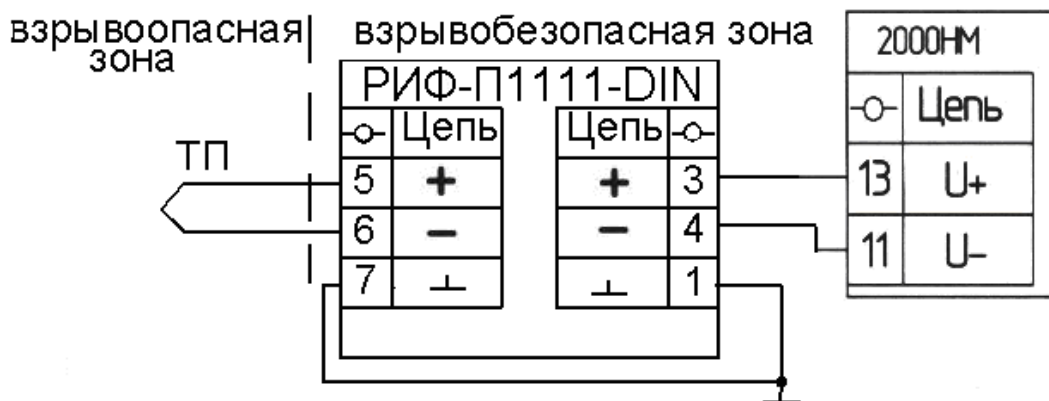 взрывоопасная
зона
взрывобезопасная зона
2000НМ
РИФ-П1111-DIN
Цепь Цепь
Цепь
ТП
5 + + 3
13 U+
6 – – 4
11 U–
7 ⊥ ⊥ 1